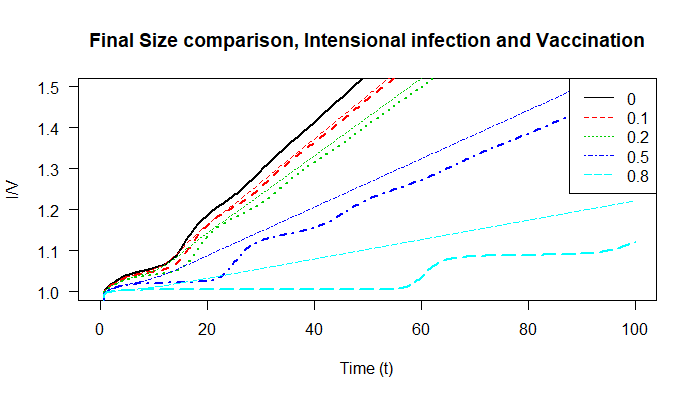 Final Size comparison, Intensional infection and Vaccination
1.5
1.4
1.3
1.2
1.1
1.0
I/V
0
0.1
0.2
0.5
0.8
0 20 40 60 80 100
Time (t)